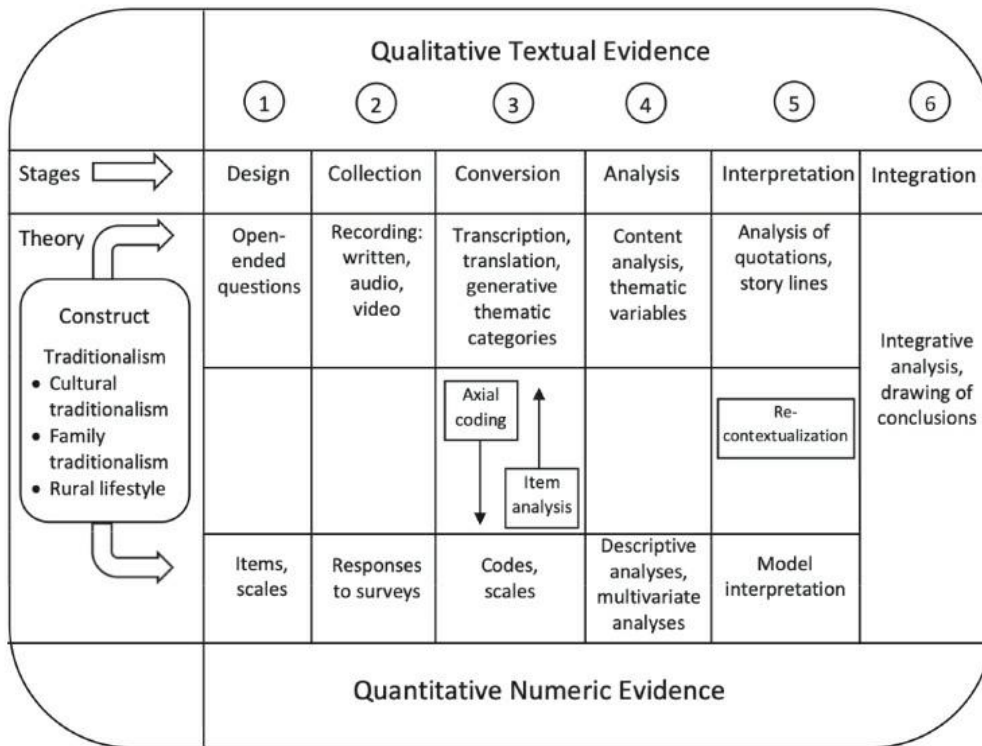 Qualitative Textual Evidence
1 2 3 4 5 6
Stages Design Collection Conversion Analysis Interpretation Integration
Theory
Construct
Traditionalism
• Cultural
traditionalism
• Family
traditionalism
• Rural lifestyle
Open-
ended
questions
Recording:
written,
audio,
video
Transcription,
translation,
generative
thematic
categories
Content
analysis,
thematic
variables
Analysis of
quotations,
story lines
Axial
coding
Item
analysis
Re-
contextualization
Integrative
analysis,
drawing of
conclusions
Items,
scales
Responses
to surveys
Codes,
scales
Descriptive
analyses,
multivariate
analyses
Model
interpretation
Quantitative Numeric Evidence